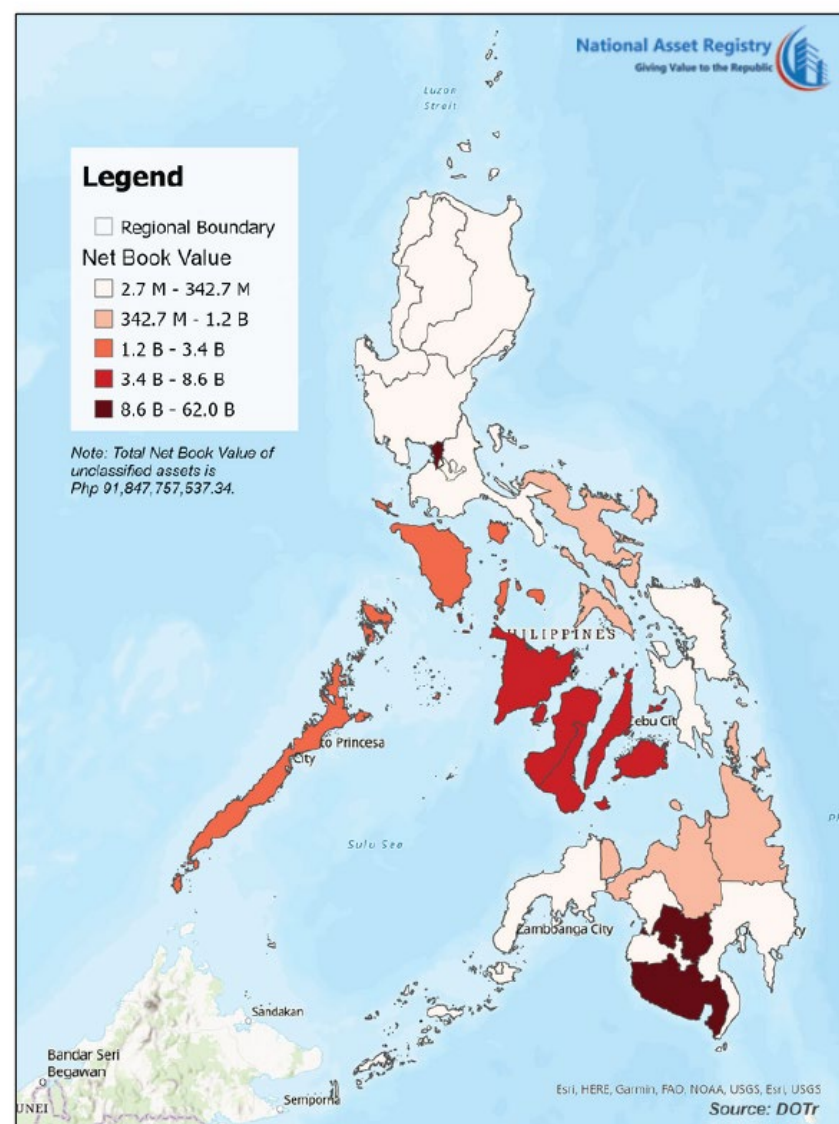 National Asset Registry
Giving Value to the Republic
Luzon
Strait
Legend
Regional Boundary
Net Book Value
2.7 M - 342.7 M
342.7 M - 1.2 B
1.2 B - 3.4 B
3.4 B - 8.6 B
8.6 B - 62.0 B
Note: Total Net Book Value of
unclassified assets is
Php 91,847,757,537.34.
HILIPPINES
Cebu Cit
to Princesa
City
Sulu Sea
Zamboanga City
Sandakan
Bandar Seri
Begawan
Semporna
UNEI
Esri, HERE, Garmin, FAO, NOAA, USGS, Esri, USGS
Source: DOTr